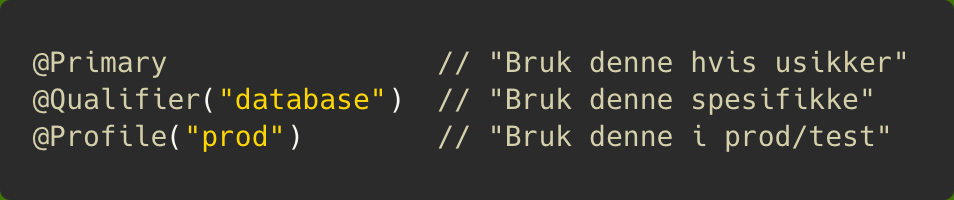 @Primary                // "Bruk denne hvis usikker"
@Qualifier("database")  // "Bruk denne spesifikke"
@Profile("prod")        // "Bruk denne i prod/test"